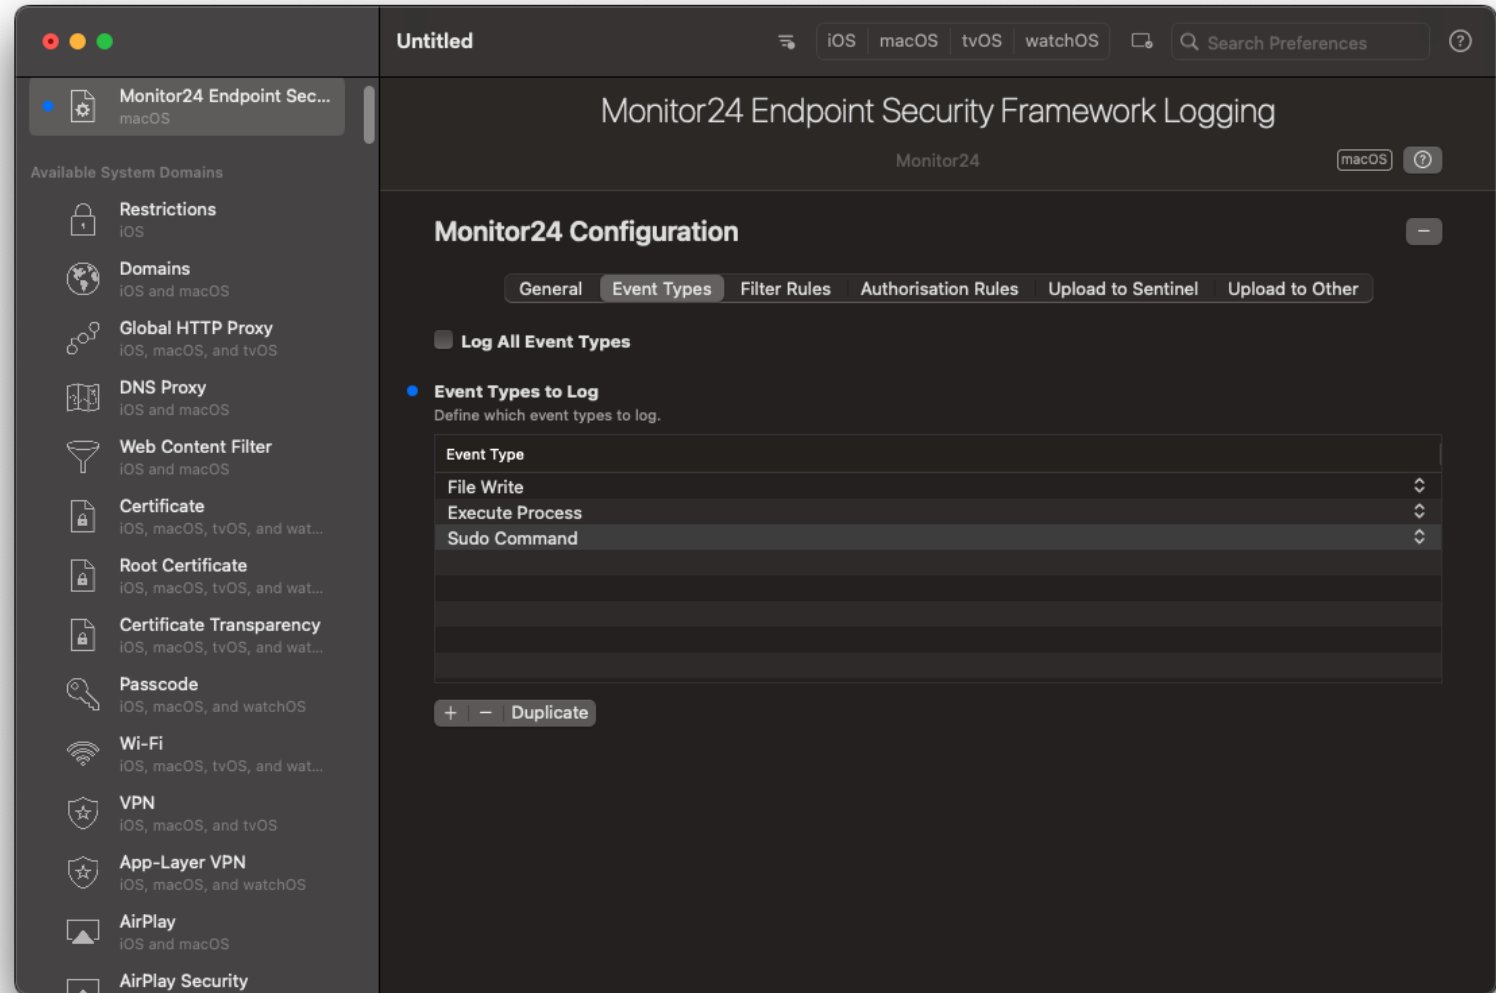 Untitled
iOS
macOS
tvOS
watchOS
Search Preferences
Monitor24 Endpoint Sec...
macOS
Available System Domains
Restrictions
iOS
Domains
iOS and macOS
Global HTTP Proxy
iOS, macOS, and tvOS
DNS Proxy
iOS and macOS
Web Content Filter
iOS and macOS
Certificate
iOS, macOS, tvOS, and wat...
Root Certificate
iOS, macOS, tvOS, and wat...
Certificate Transparency
iOS, macOS, tvOS, and wat...
Passcode
iOS, macOS, and watchOS
Wi-Fi
iOS, macOS, tvOS, and wat...
VPN
iOS, macOS, and tvOS
App-Layer VPN
iOS, macOS, and watchOS
AirPlay
iOS and macOS
AirPlay Security
Monitor24 Endpoint Security Framework Logging
Monitor24
macOS
Monitor24 Configuration
General
Event Types
Filter Rules
Authorisation Rules
Upload to Sentinel
Upload to Other
Log All Event Types
Event Types to Log
Define which event types to log.
Event Type
File Write
Execute Process
Sudo Command
+ − Duplicate